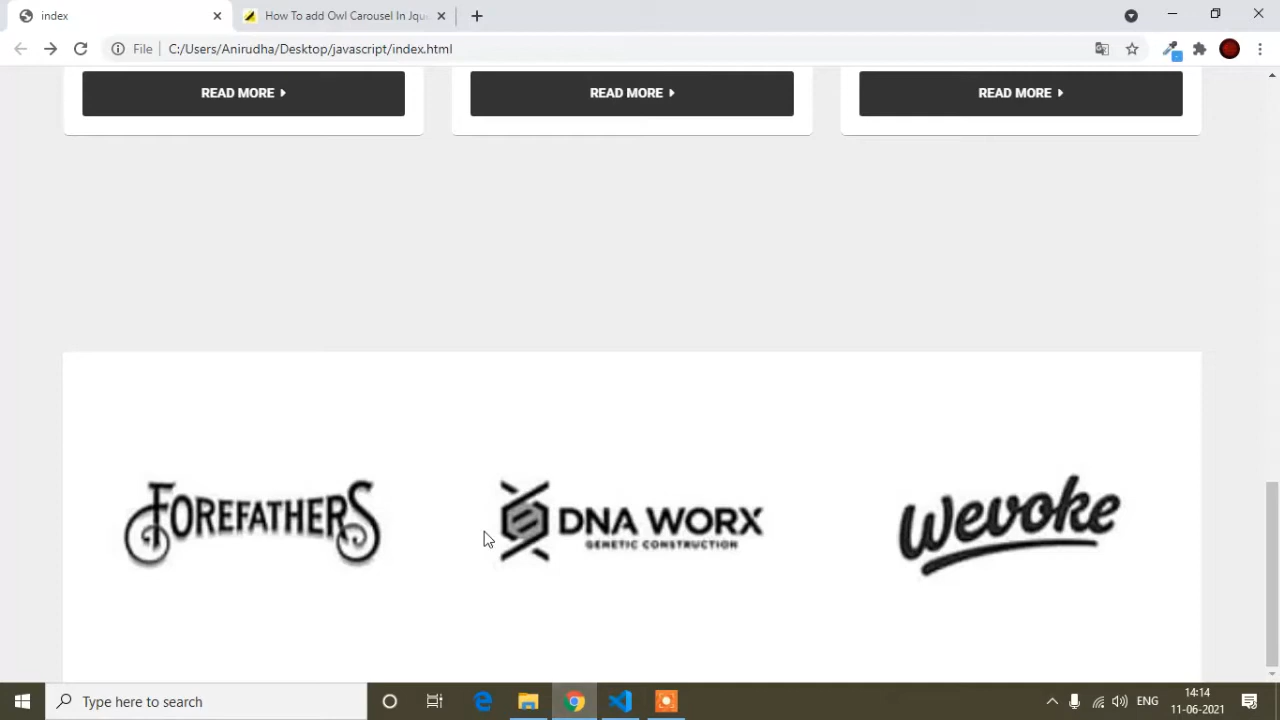 index
How To add Owl Carousel In Jqu
File
C:/Users/Anirudha/Desktop/javascript/index.html
READ MORE
READ MORE
READ MORE
FOREFATHERS
DNA WORX
GENETIC CONSTRUCTION
wevoke
Type here to search
ENG
14:14
11-06-2021